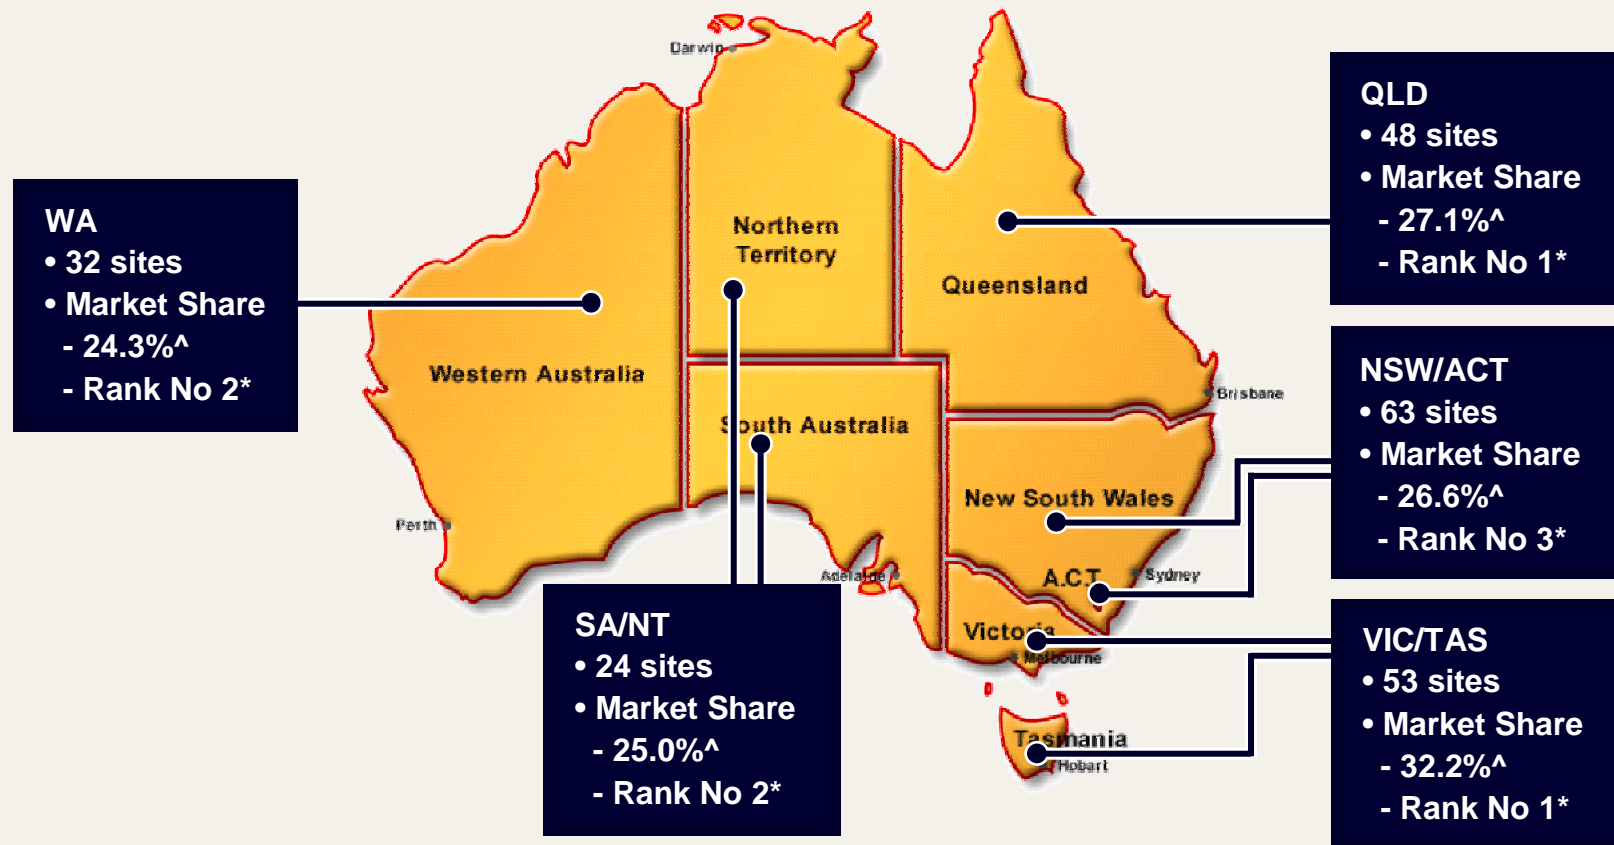 Darwin
QLD
• 48 sites
• Market Share
- 27.1%^
- Rank No 1*
WA
• 32 sites
• Market Share
- 24.3%^
- Rank No 2*
Northern
Territory
Queensland
Western Australia
South Australia
Brisbane
NSW/ACT
• 63 sites
• Market Share
- 26.6%^
- Rank No 3*
New South Wales
Perth
Adelaide
A.C.T
Sydney
SA/NT
• 24 sites
• Market Share
- 25.0%^
- Rank No 2*
Victoria
Melbourne
VIC/TAS
• 53 sites
• Market Share
- 32.2%^
- Rank No 1*
Tasmania
Hobart